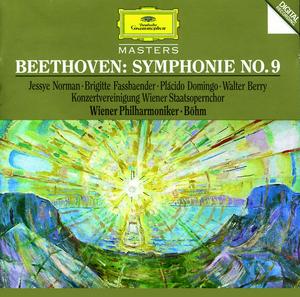 Deutsche
Grammophon
DIGITAL
MASTERS
BEETHOVEN: SYMPHONIE NO. 9
Jessye Norman · Brigitte Fassbaender · Plácido Domingo · Walter Berry
Konzertvereinigung Wiener Staatsopernchor
Wiener Philharmoniker · Böhm